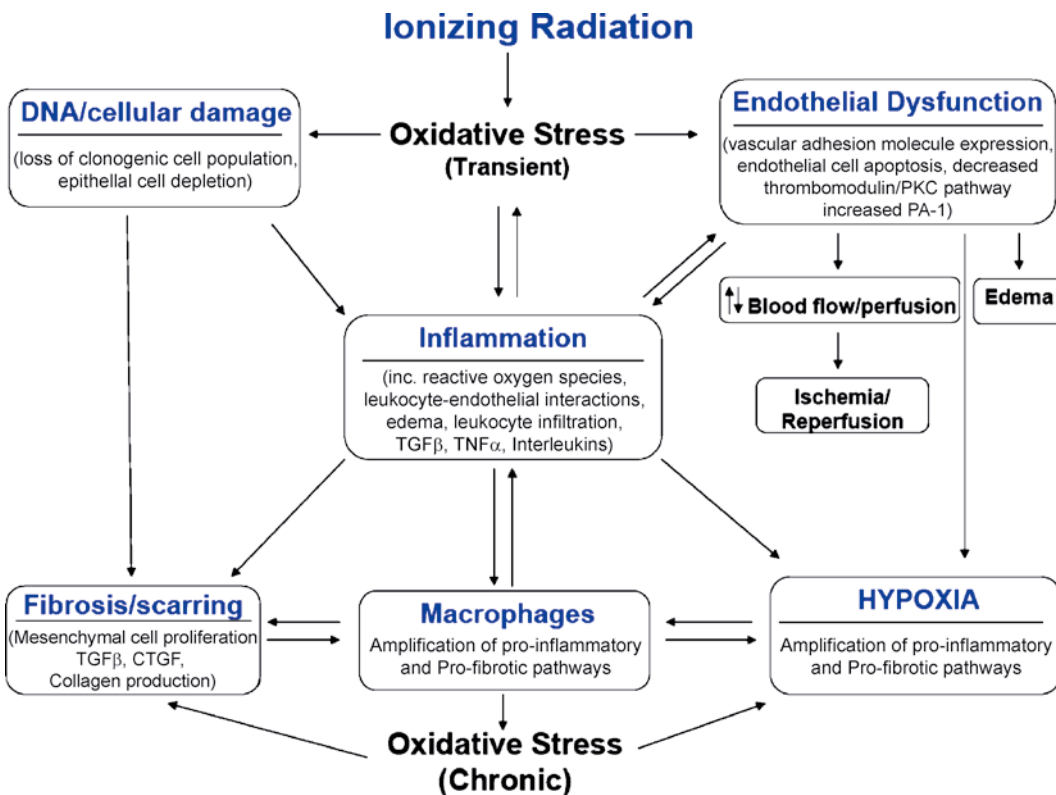 Ionizing Radiation
DNA/cellular damage
(loss of clonogenic cell population,
epithellal cell depletion)
Oxidative Stress
(Transient)
Endothelial Dysfunction
(vascular adhesion molecule expression,
endothelial cell apoptosis, decreased
thrombomodulin/PKC pathway
increased PA-1)
Blood flow/perfusion
Edema
Ischemia/
Reperfusion
Inflammation
(inc. reactive oxygen species,
leukocyte-endothelial interactions,
edema, leukocyte infiltration,
TGFβ, TNFα, Interleukins)
Fibrosis/scarring
(Mesenchymal cell proliferation
TGFβ, CTGF,
Collagen production)
Macrophages
Amplification of pro-inflammatory
and Pro-fibrotic pathways
HYPOXIA
Amplification of pro-inflammatory
and Pro-fibrotic pathways
Oxidative Stress
(Chronic)